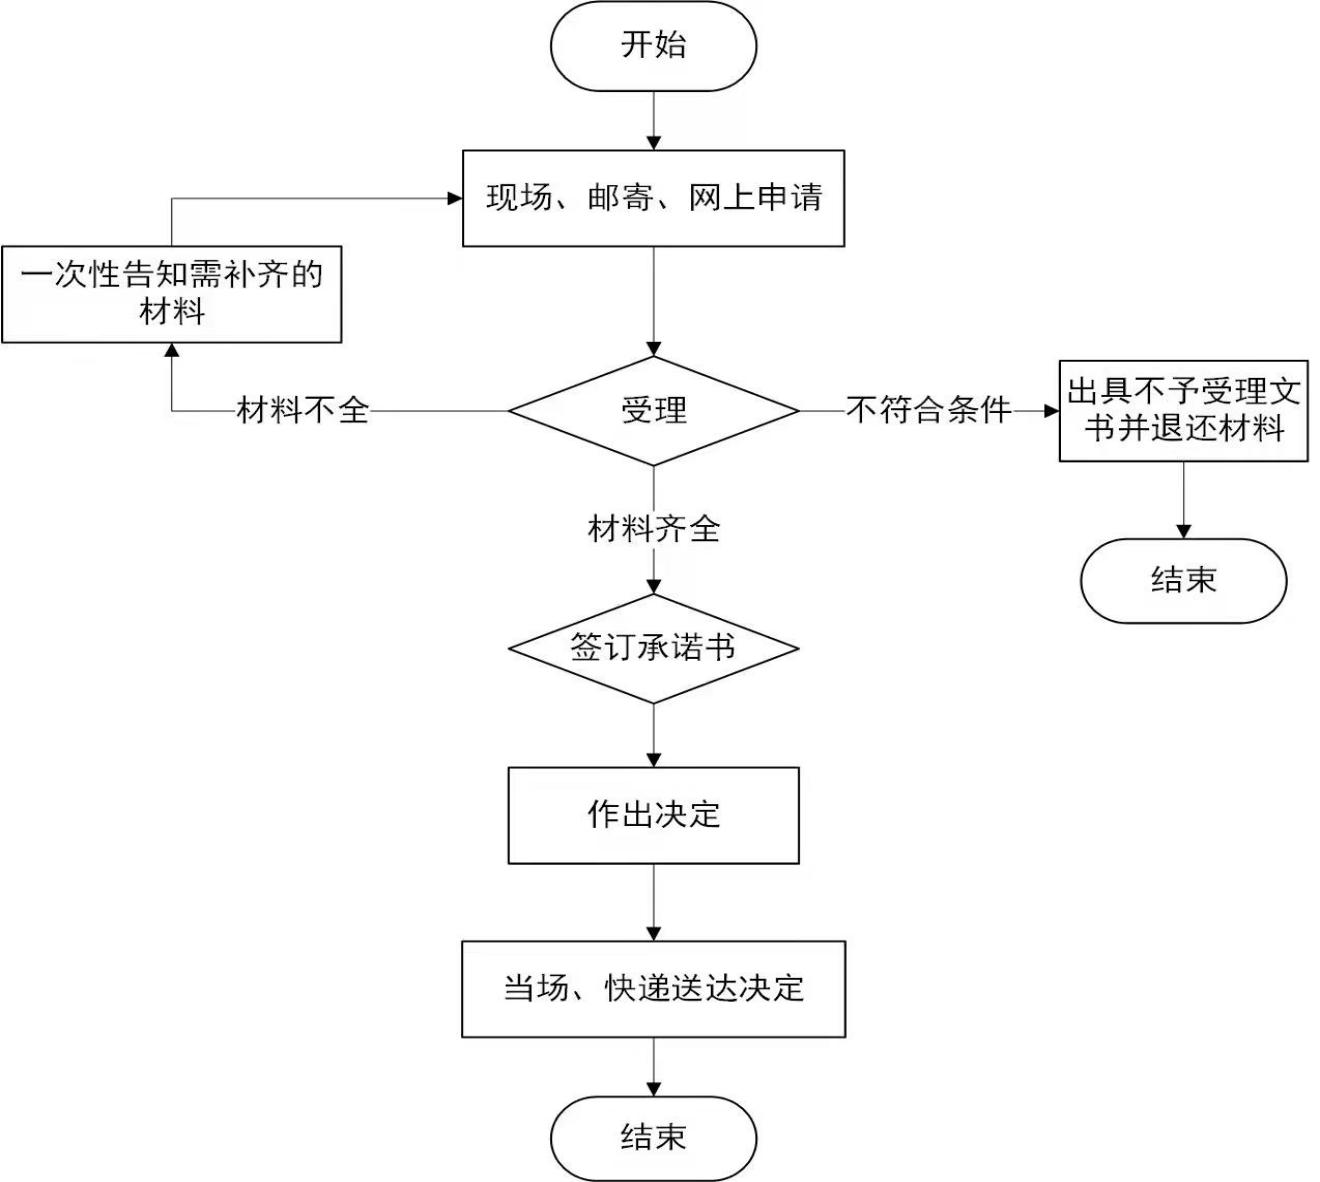 开始
现场、邮寄、网上申请
一次性告知需补齐的
材料
材料不全
受理
不符合条件
出具不予受理文
书并退还材料
材料齐全
结束
签订承诺书
作出决定
当场、快递送达决定
结束